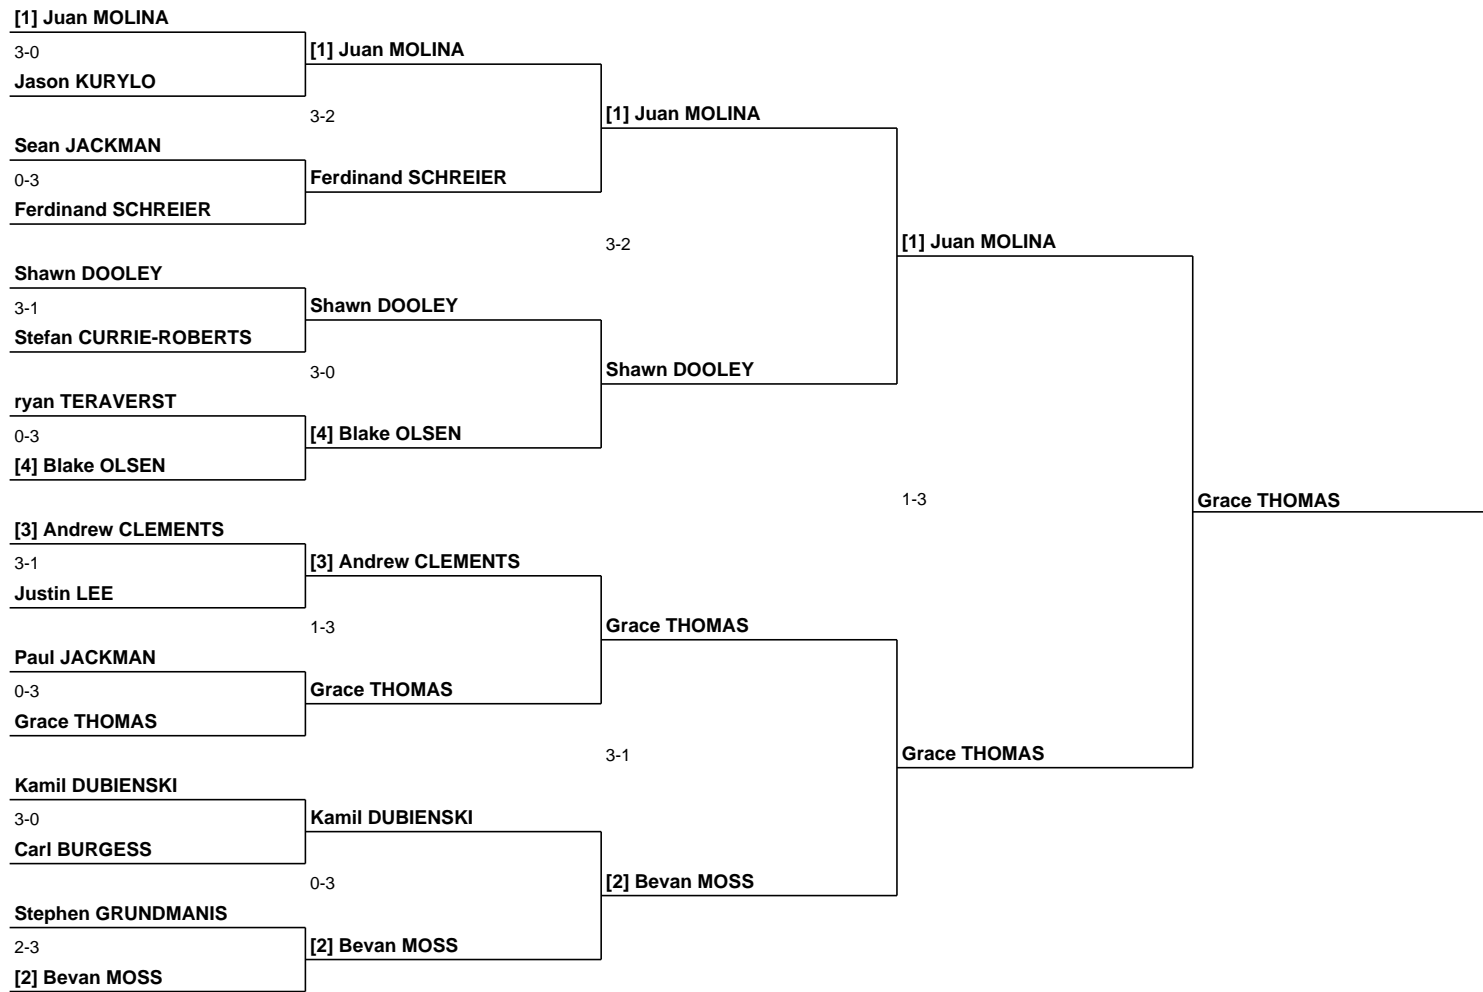 [1] Juan MOLINA
3-0
Jason KURYLO
Sean JACKMAN
0-3
Ferdinand SCHREIER
Shawn DOOLEY
3-1
Stefan CURRIE-ROBERTS
ryan TERAVERST
0-3
[4] Blake OLSEN
[3] Andrew CLEMENTS
3-1
Justin LEE
Paul JACKMAN
0-3
Grace THOMAS
Kamil DUBIENSKI
3-0
Carl BURGESS
Stephen GRUNDMANIS
2-3
[2] Bevan MOSS
[1] Juan MOLINA
3-2
Ferdinand SCHREIER
Shawn DOOLEY
3-0
[4] Blake OLSEN
[3] Andrew CLEMENTS
1-3
Grace THOMAS
Kamil DUBIENSKI
0-3
[2] Bevan MOSS
[1] Juan MOLINA
3-2
Shawn DOOLEY
Grace THOMAS
3-1
[2] Bevan MOSS
[1] Juan MOLINA
1-3
Grace THOMAS
Grace THOMAS